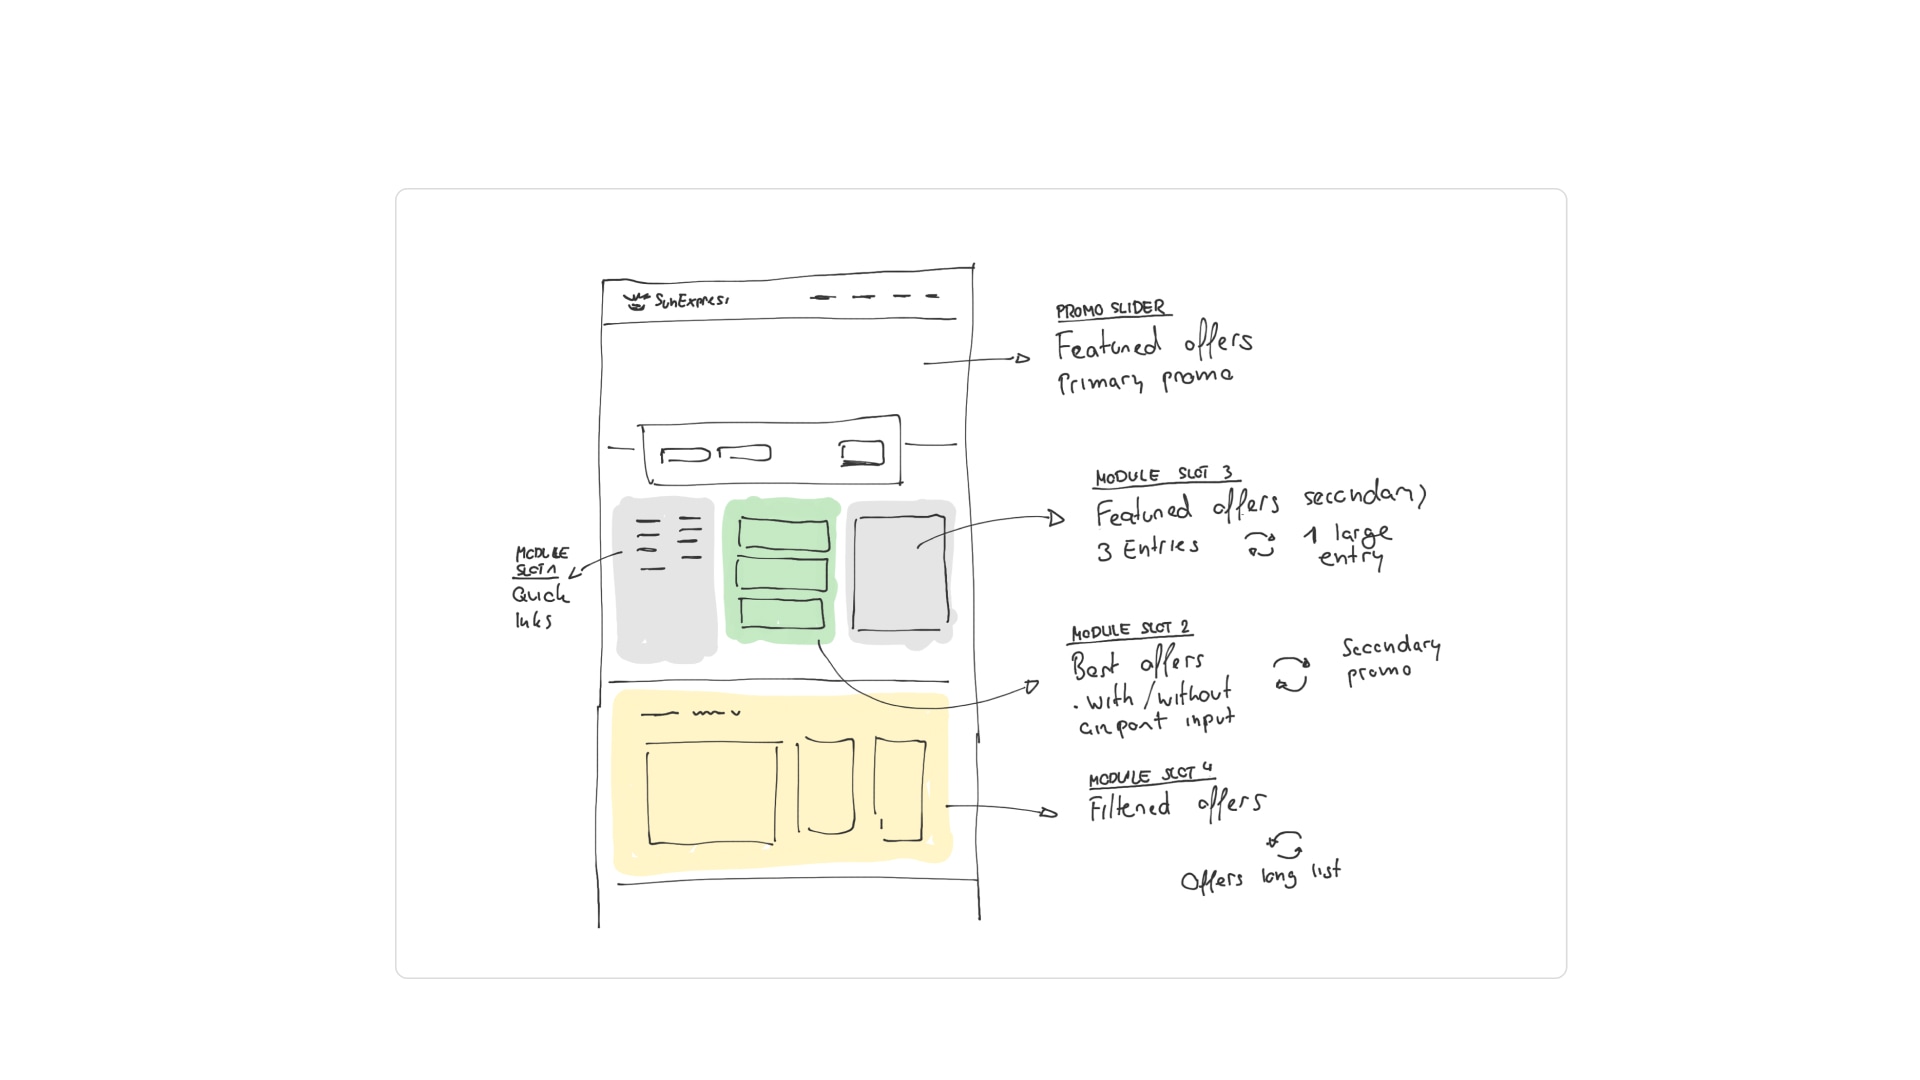 SunExpress
PROMO SLIDER
Featured offers
Primary promo
MODULE SLOT 3
Featured offers secondary
3 Entries 1 large
entry
MODULE
SLOT 1
Quick
links
MODULE SLOT 2
Best offers
. with / without
airport input
Secondary
promo
MODULE SLOT 4
Filtered offers
Offers long list